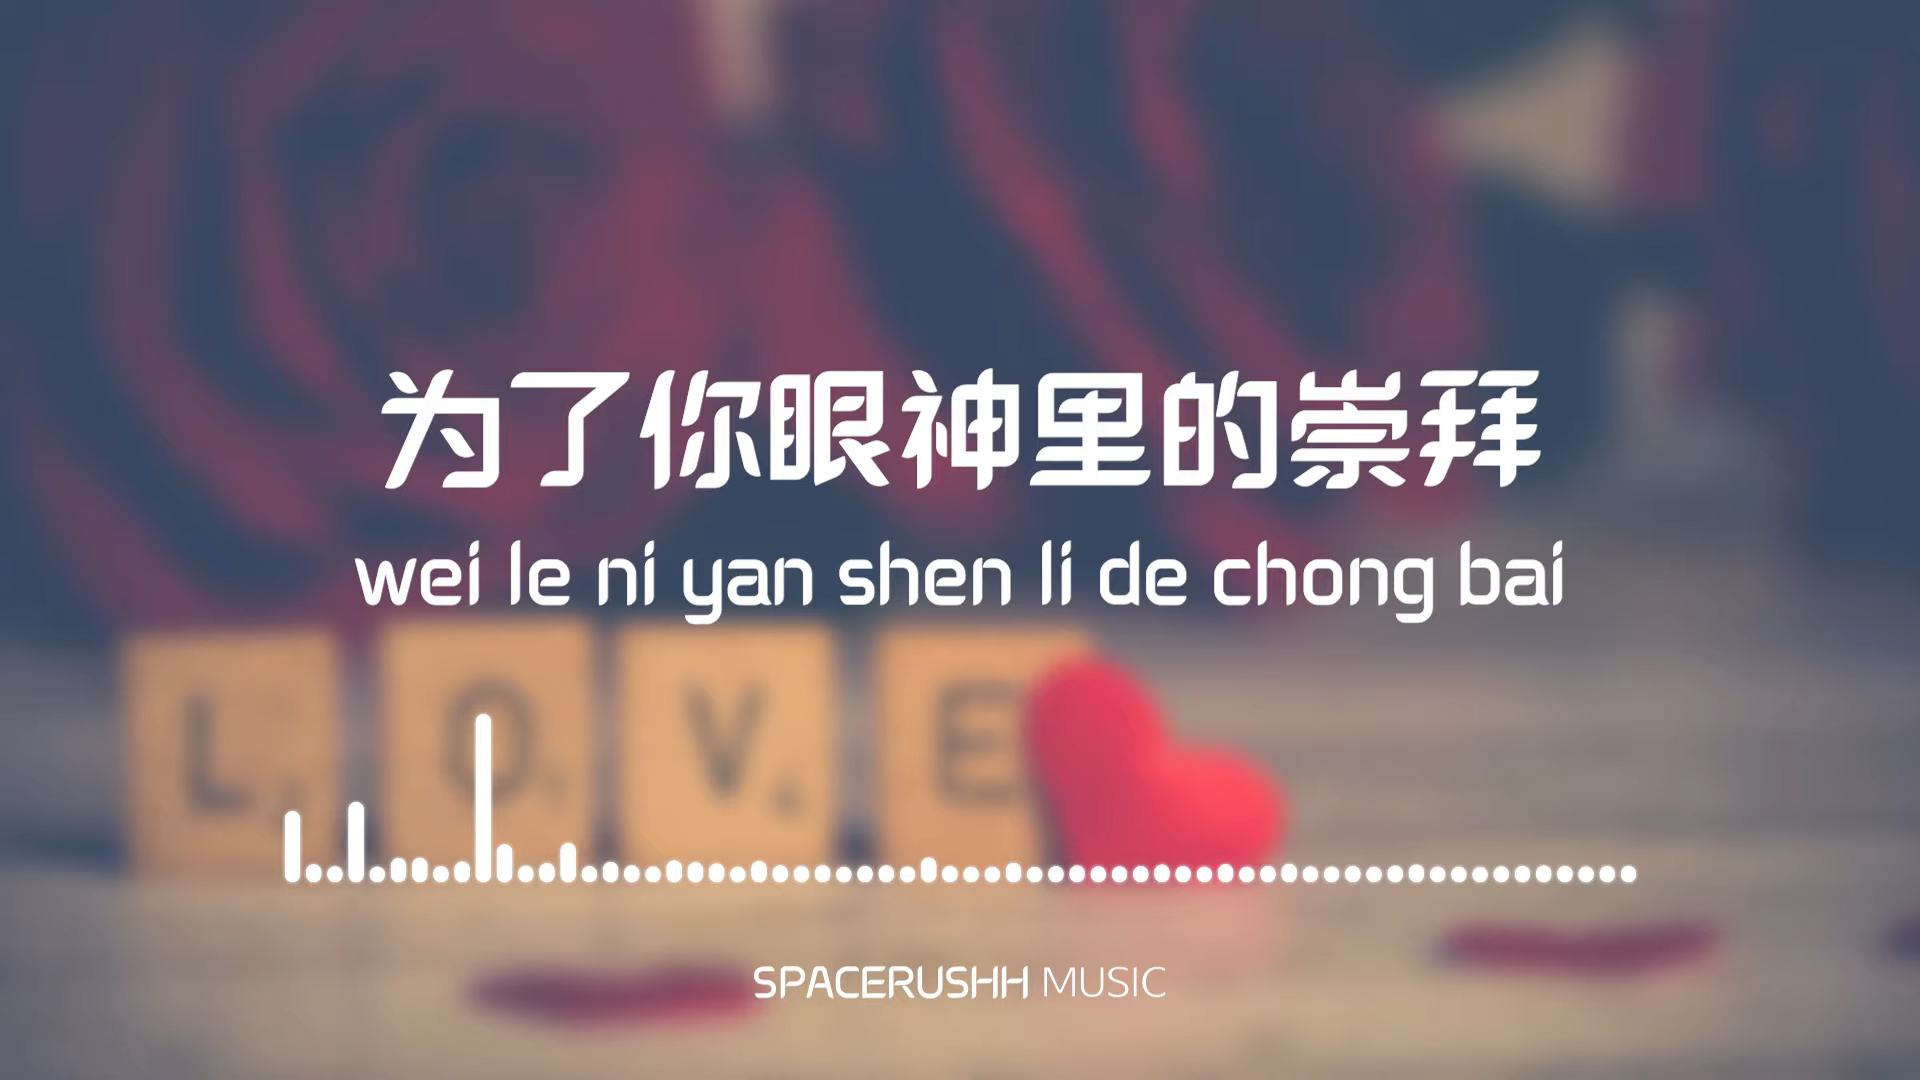 为了你眼神里的崇拜
wei le ni yan shen li de chong bai
L O V E
SPACERUSHH MUSIC